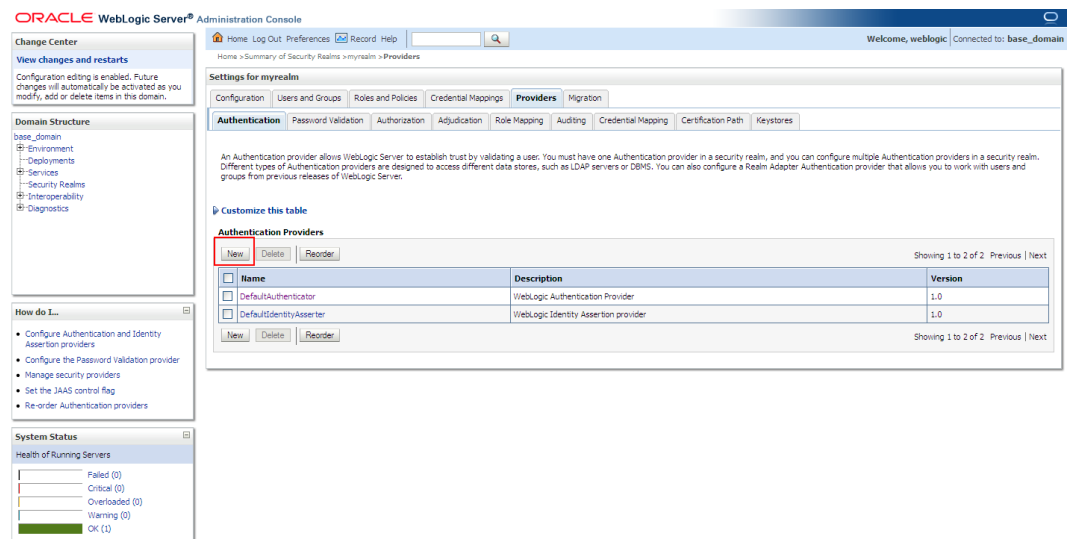 ORACLE WebLogic Server® Administration Console
Change Center
View changes and restarts
Configuration editing is enabled. Future
changes will automatically be activated as you
modify, add or delete items in this domain.
Domain Structure
base_domain
Environment
Deployments
Services
Security Realms
Interoperability
Diagnostics
How do I...
Configure Authentication and Identity
Assertion providers
Configure the Password Validation provider
Manage security providers
Set the JAAS control flag
Re-order Authentication providers
System Status
Health of Running Servers
Failed (0)
Critical (0)
Overloaded (0)
Warning (0)
OK (1)
Home Log Out Preferences Record Help
Welcome, weblogic Connected to: base_domain
Home >Summary of Security Realms >myrealm >Providers
Settings for myrealm
Configuration Users and Groups Roles and Policies Credential Mappings Providers Migration
Authentication Password Validation Authorization Adjudication Role Mapping Auditing Credential Mapping Certification Path Keystores
An Authentication provider allows WebLogic Server to establish trust by validating a user. You must have one Authentication provider in a security realm, and you can configure multiple Authentication providers in a security realm.
Different types of Authentication providers are designed to access different data stores, such as LDAP servers or DBMS. You can also configure a Realm Adapter Authentication provider that allows you to work with users and
groups from previous releases of WebLogic Server.
Customize this table
Authentication Providers
New Delete Reorder Showing 1 to 2 of 2 Previous | Next
Name Description Version
DefaultAuthenticator WebLogic Authentication Provider 1.0
DefaultIdentityAsserter WebLogic Identity Assertion provider 1.0
New Delete Reorder Showing 1 to 2 of 2 Previous | Next